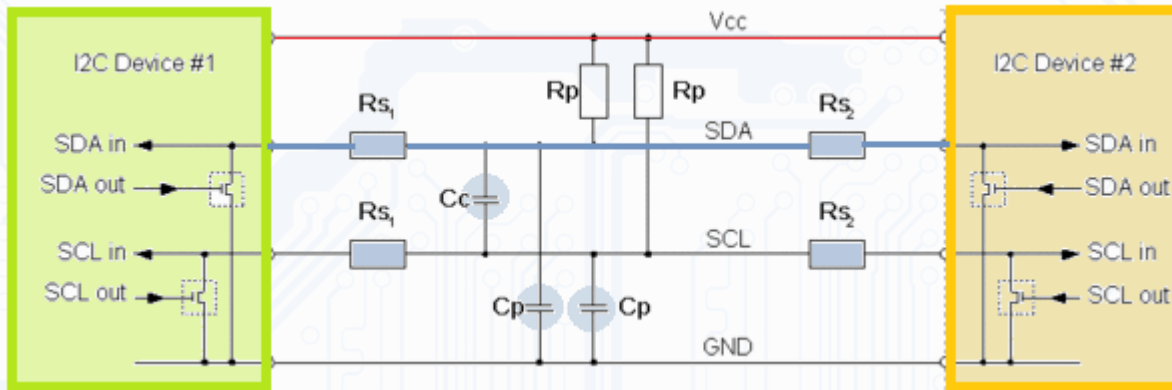 Vcc
I2C Device #1
I2C Device #2
Rp
Rp
Rs1
Rs2
SDA
SDA in
SDA in
SDA out
SDA out
Cc
Rs1
Rs2
SCL
SCL in
SCL in
SCL out
SCL out
Cp
Cp
GND